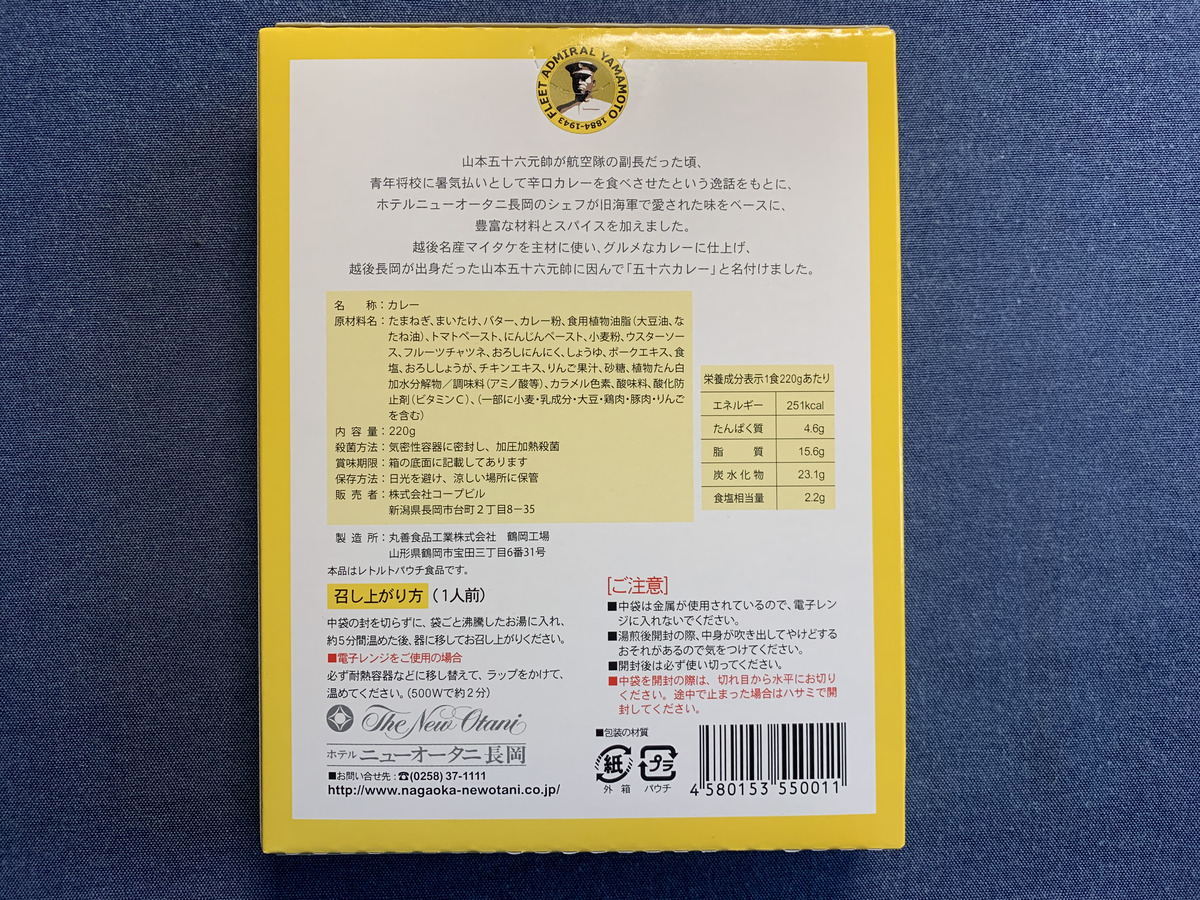 FLEET ADMIRAL YAMAMOTO 1884-1943
山本五十六元帥が航空隊の副長だった頃、
青年将校に暑気払いとして辛口カレーを食べさせたという逸話をもとに、
ホテルニューオータニ長岡のシェフが旧海軍で愛された味をベースに、
豊富な材料とスパイスを加えました。
越後名産マイタケを主材に使い、グルメなカレーに仕上げ、
越後長岡が出身だった山本五十六元帥に因んで「五十六カレー」と名付けました。
名　　称：カレー
原材料名：たまねぎ、まいたけ、バター、カレー粉、食用植物油脂（大豆油、な
たね油）、トマトペースト、にんじんペースト、小麦粉、ウスターソー
ス、フルーツチャツネ、おろしにんにく、しょうゆ、ポークエキス、食
塩、おろししょうが、チキンエキス、りんご果汁、砂糖、植物たん白
加水分解物／調味料（アミノ酸等）、カラメル色素、酸味料、酸化防
止剤（ビタミンC）、（一部に小麦・乳成分・大豆・鶏肉・豚肉・りんご
を含む）
内 容 量：220g
殺菌方法：気密性容器に密封し、加圧加熱殺菌
賞味期限：箱の底面に記載してあります
保存方法：日光を避け、涼しい場所に保管
販 売 者：株式会社コープビル
新潟県長岡市台町２丁目8－35
栄養成分表示1食220gあたり
エネルギー 251kcal
たんぱく質 4.6g
脂　　質 15.6g
炭水化物 23.1g
食塩相当量 2.2g
製 造 所：丸善食品工業株式会社　鶴岡工場
山形県鶴岡市宝田三丁目6番31号
本品はレトルトパウチ食品です。
召し上がり方（1人前）
中袋の封を切らずに、袋ごと沸騰したお湯に入れ、
約５分間温めた後、器に移してお召し上がりください。
■電子レンジをご使用の場合
必ず耐熱容器などに移し替えて、ラップをかけて、
温めてください。（500Wで約２分）
The New Otani
ホテル ニューオータニ長岡
■お問い合せ先：☎(0258) 37-1111
http://www.nagaoka-newotani.co.jp/
[ご注意]
■中袋は金属が使用されているので、電子レン
ジに入れないでください。
■湯煎後開封の際、中身が吹き出してやけどする
おそれがあるので気をつけてください。
■開封後は必ず使い切ってください。
■中袋を開封の際は、切れ目から水平にお切り
ください。途中で止まった場合はハサミで開
封してください。
■包装の材質
紙 プラ
外 箱 パウチ
4 580153 550011